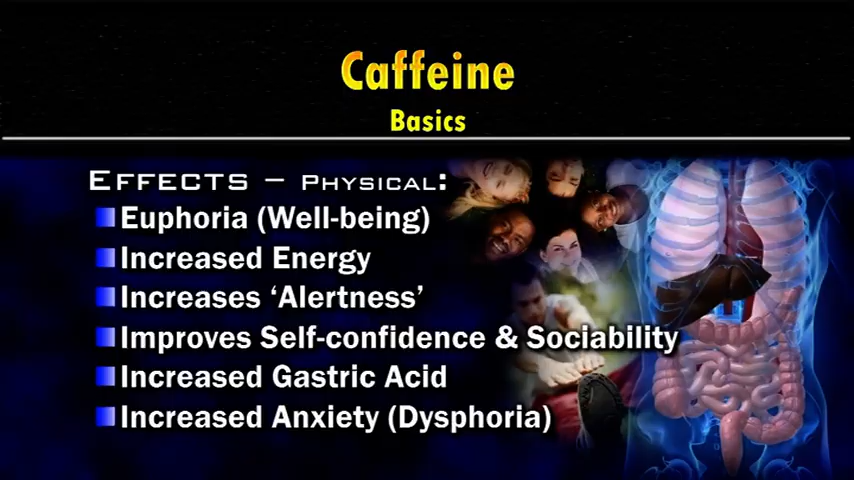 Caffeine
Basics
EFFECTS – PHYSICAL:
Euphoria (Well-being)
Increased Energy
Increases ‘Alertness’
Improves Self-confidence & Sociability
Increased Gastric Acid
Increased Anxiety (Dysphoria)